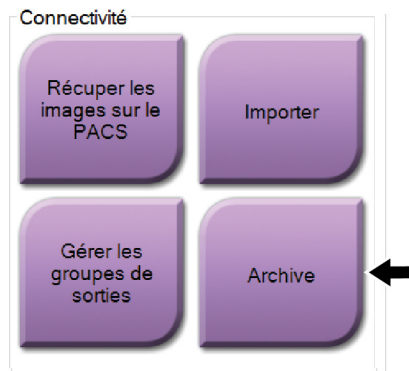 Connectivité
Récuper les
images sur le
PACS
Importer
Gérer les
groupes de
sorties
Archive